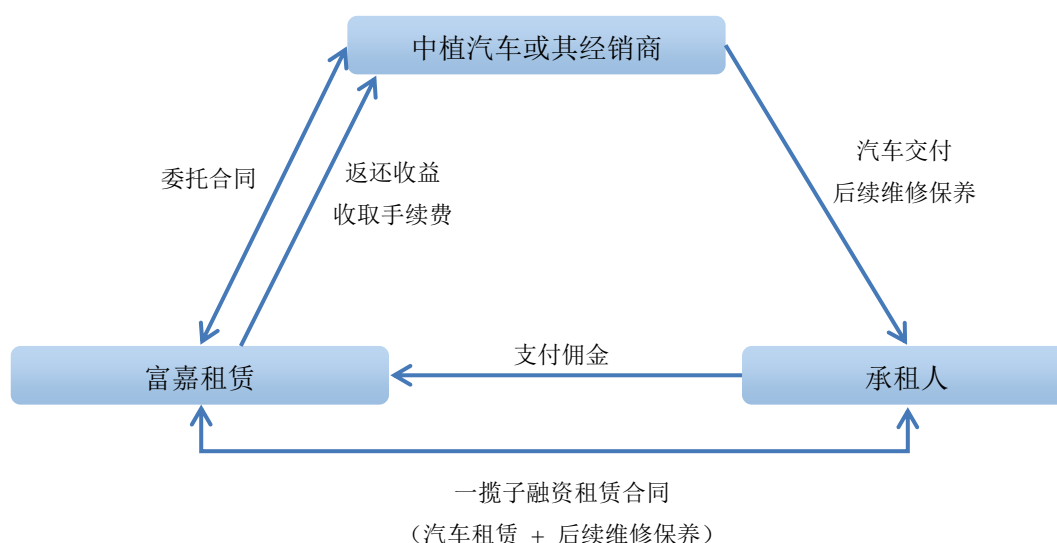 中植汽车或其经销商
委托合同
返还收益
收取手续费
汽车交付
后续维修保养
富嘉租赁
支付佣金
承租人
一揽子融资租赁合同
（汽车租赁 + 后续维修保养）